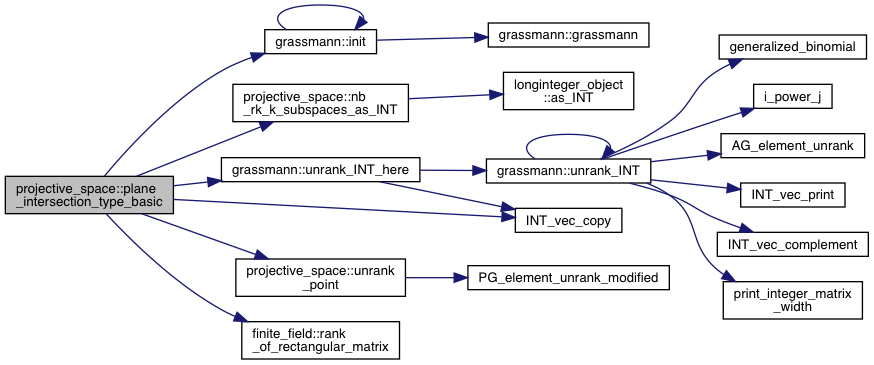 projective_space::plane
_intersection_type_basic
grassmann::init
grassmann::grassmann
projective_space::nb
_rk_k_subspaces_as_INT
longinteger_object
::as_INT
grassmann::unrank_INT_here
grassmann::unrank_INT
INT_vec_copy
projective_space::unrank
_point
PG_element_unrank_modified
finite_field::rank
_of_rectangular_matrix
generalized_binomial
i_power_j
AG_element_unrank
INT_vec_print
INT_vec_complement
print_integer_matrix
_width